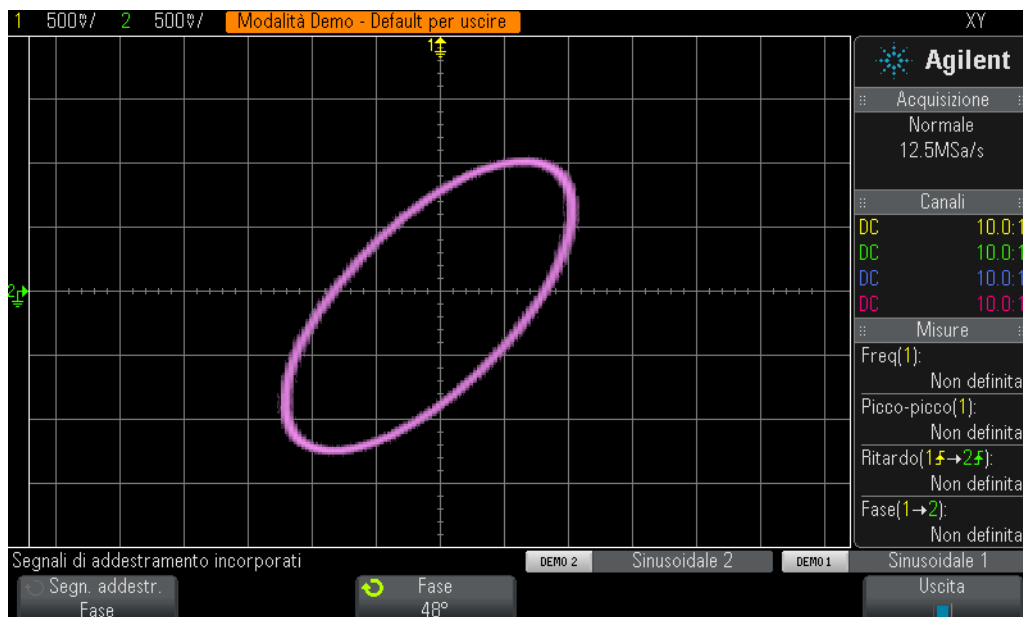 1 500V/ 2 500V/ Modalità Demo - Default per uscire XY
1
Agilent
Acquisizione
Normale
12.5MSa/s
Canali
DC 10.0:1
DC 10.0:1
DC 10.0:1
DC 10.0:1
2
Misure
Freq(1):
Non definita
Picco-picco(1):
Non definita
Ritardo(1→2):
Non definita
Fase(1→2):
Non definita
Segnali di addestramento incorporati DEMO 2 Sinusoidale 2 DEMO 1 Sinusoidale 1
Segn. addestr. Fase Uscita
Fase 48°